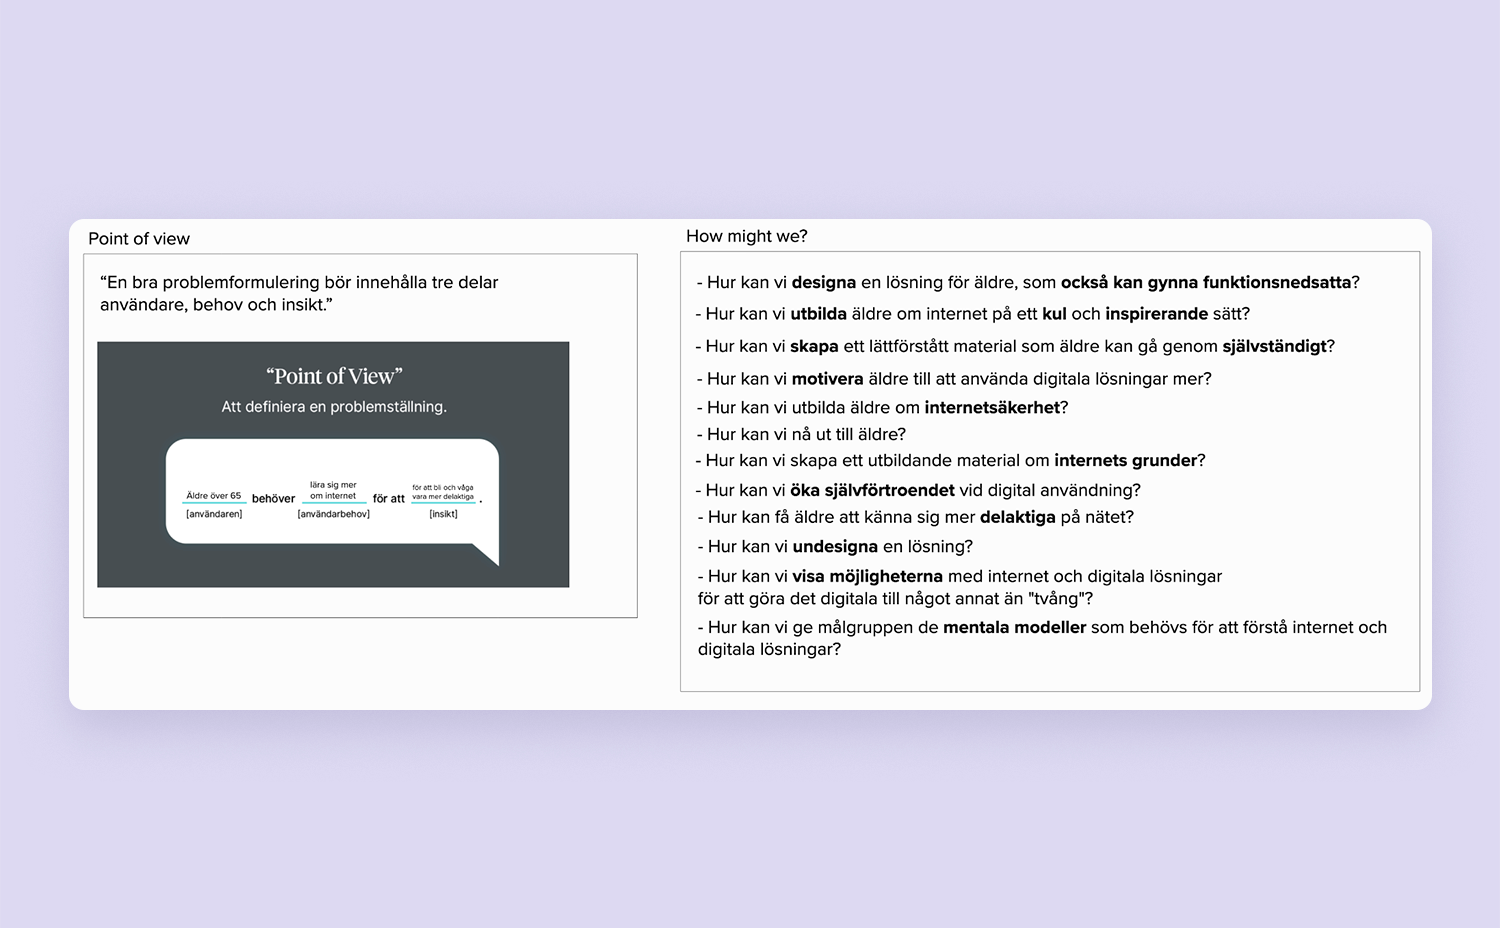 Point of view
“En bra problemformulering bör innehålla tre delar
användare, behov och insikt.”
“Point of View”
Att definiera en problemställning.
Äldre över 65 behöver lära sig mer om internet för att för att bli och våga vara mer delaktiga .
[användaren] [användarbehov] [insikt]
How might we?
- Hur kan vi designa en lösning för äldre, som också kan gynna funktionsnedsatta?
- Hur kan vi utbilda äldre om internet på ett kul och inspirerande sätt?
- Hur kan vi skapa ett lättförstått material som äldre kan gå genom självständigt?
- Hur kan vi motivera äldre till att använda digitala lösningar mer?
- Hur kan vi utbilda äldre om internetsäkerhet?
- Hur kan vi nå ut till äldre?
- Hur kan vi skapa ett utbildande material om internets grunder?
- Hur kan vi öka självförtroendet vid digital användning?
- Hur kan få äldre att känna sig mer delaktiga på nätet?
- Hur kan vi undesigna en lösning?
- Hur kan vi visa möjligheterna med internet och digitala lösningar
för att göra det digitala till något annat än "tvång"?
- Hur kan vi ge målgruppen de mentala modeller som behövs för att förstå internet och
digitala lösningar?